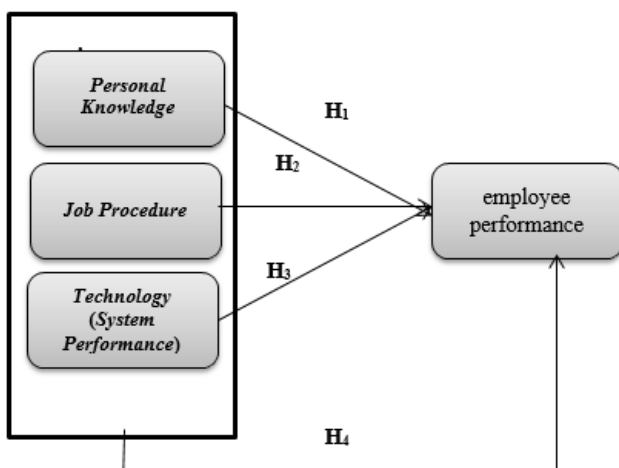 Personal
Knowledge
H₁
H₂
Job Procedure
employee
performance
H₃
Technology
(System
Performance)
H₄